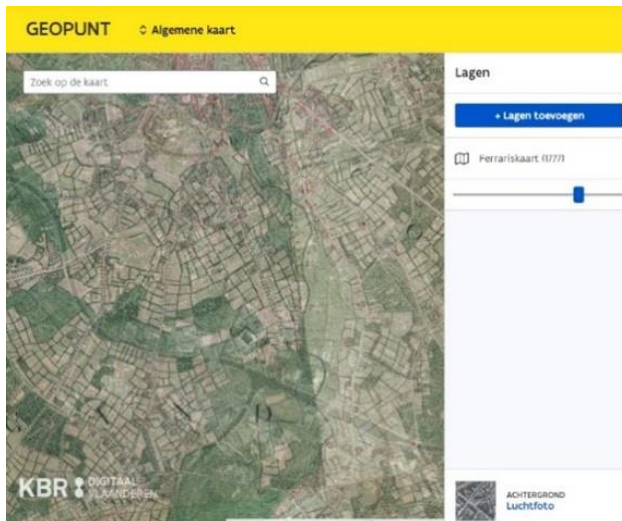 GEOPUNT
Algemene kaart
Zoek op de kaart
Lagen
+ Lagen toevoegen
Ferrariskaart (1777)
D
KBR
DIGITAAL
VLAANDEREN
ACHTERGROND
Luchtfoto